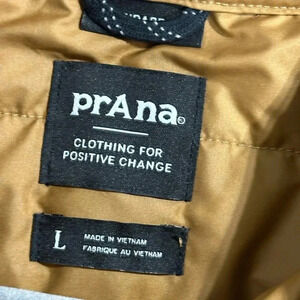 prAna
CLOTHING FOR
POSITIVE CHANGE
L
MADE IN VIETNAM
FABRIQUE AU VIETNAM